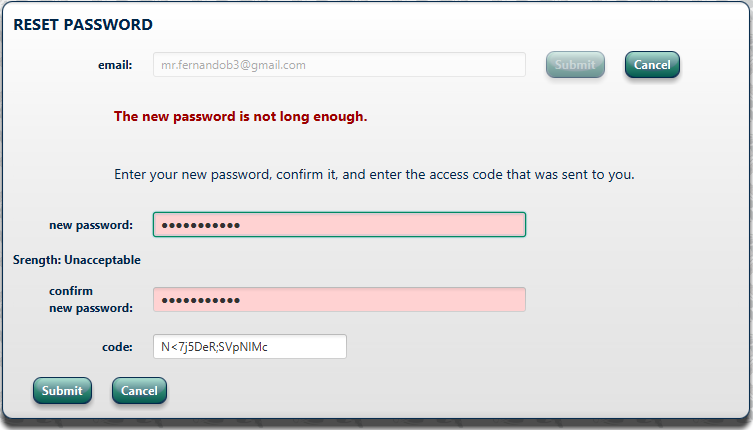 RESET PASSWORD
email: mr.fernandob3@gmail.com Submit Cancel
The new password is not long enough.
Enter your new password, confirm it, and enter the access code that was sent to you.
new password: ●●●●●●●●●●●
Srength: Unacceptable
confirm
new password: ●●●●●●●●●●●
code: N<7j5DeR;SVpNIMc
Submit Cancel